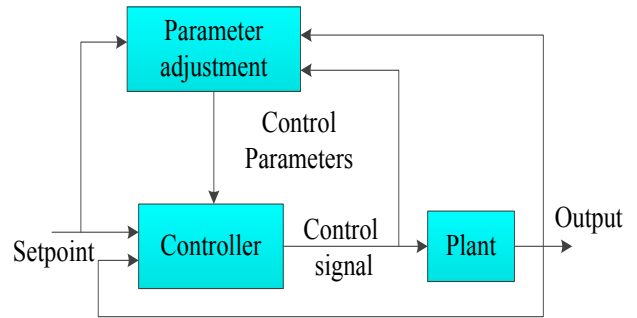 Parameter
adjustment
Control
Parameters
Setpoint
Controller
Control
signal
Plant
Output